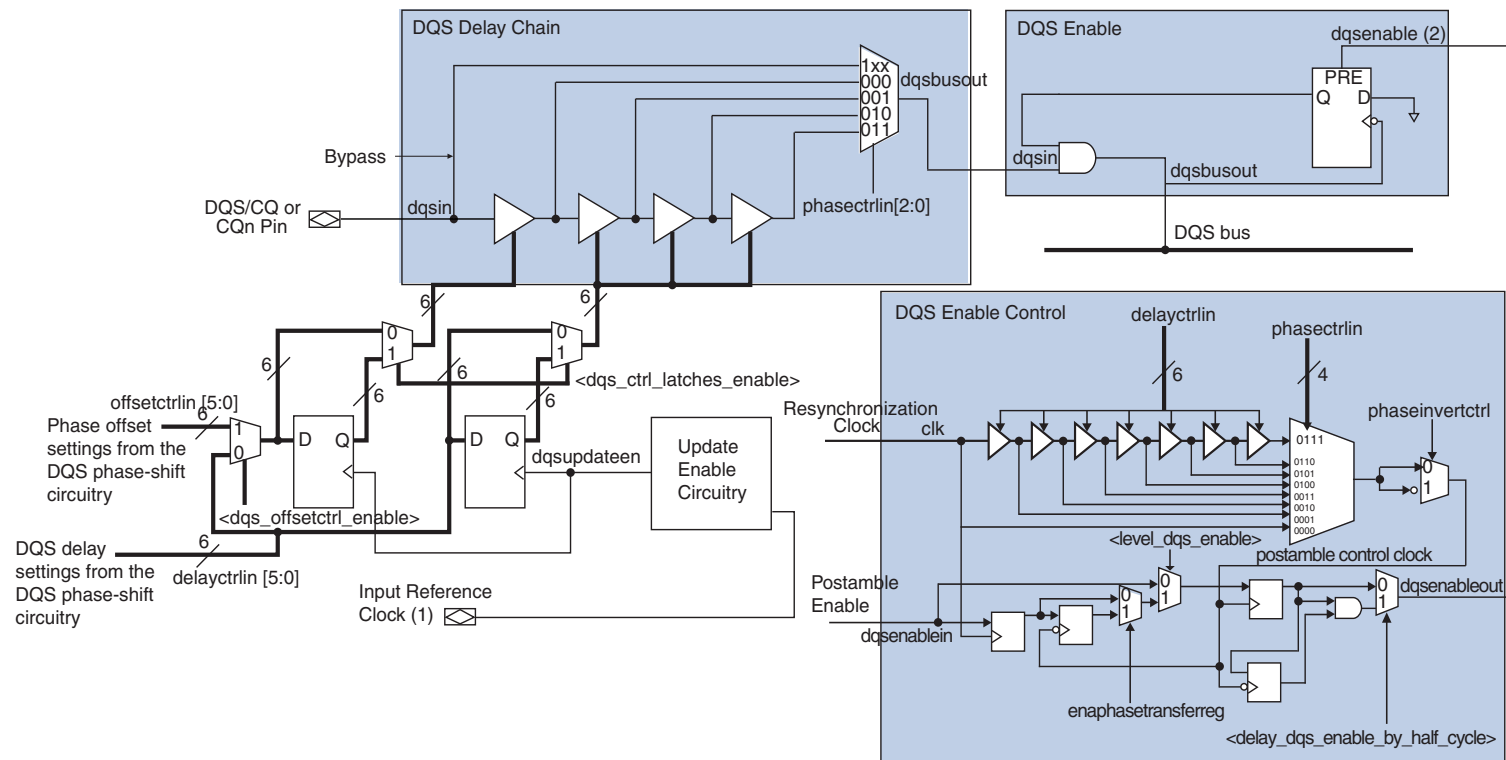 DQS Delay Chain
1xx
000
001
010
011
dqsbusout
Bypass
DQS/CQ or
CQn Pin
dqsin
phasectrlin[2:0]
DQS Enable
dqsenable (2)
PRE
Q D
dqsin
dqsbusout
DQS bus
6
6
0
1
0
1
6
6
6
6
<dqs_ctrl_latches_enable>
offsetctrlin [5:0]
6
Phase offset
settings from the
DQS phase-shift
circuitry
1
0
D Q
D Q
dqsupdateen
Update
Enable
Circuitry
<dqs_offsetctrl_enable>
DQS delay
settings from the
DQS phase-shift
circuitry
6
delayctrlin [5:0]
Input Reference
Clock (1)
DQS Enable Control
delayctrlin
phasectrlin
6
4
Resynchronization
Clock
clk
phaseinvertctrl
0111
0110
0101
0100
0011
0010
0001
0000
0
1
<level_dqs_enable>
postamble control clock
Postamble
Enable
dqsenablein
0
1
0
1
0
1
dqsenableout
enaphasetransferreg
<delay_dqs_enable_by_half_cycle>